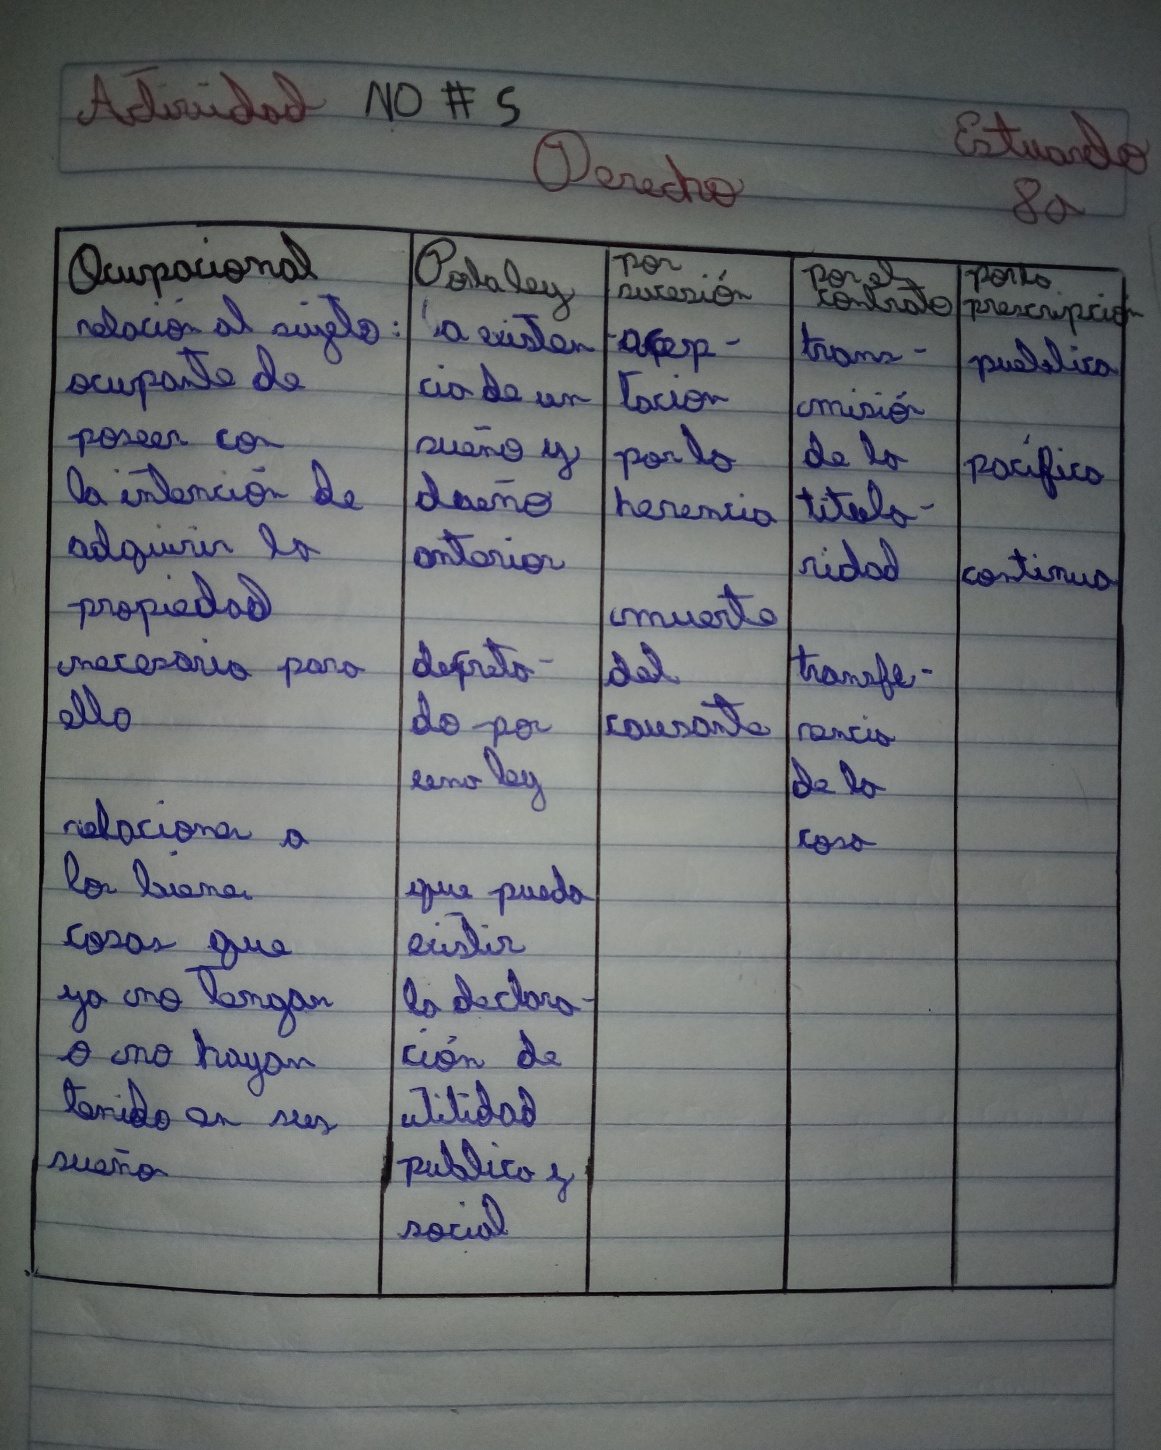 Actividad NO # 5
Estuardo
Derecho
8a
Ocupacional
relación al sujeto:
ocupante de
poseer con
la intención de
adquirir la
propiedad
necesario para
ello
relacionar a
los bienes
cosas que
ya no tengan
o no hayan
tenido en sus
sueño
Por la ley
la existen
cia de un
sueño y
dueño
anterior
decreta-
do por
una ley
que pueda
existir
la declara-
ción de
utilidad
publica y
social
por
sucesión
acep-
tacion
por la
herencia
muerte
del
causante
por el
contrato
trans-
misión
de la
titula-
ridad
transfe-
rencia
de la
cosa
por la
prescripción
publica
pacífica
continua